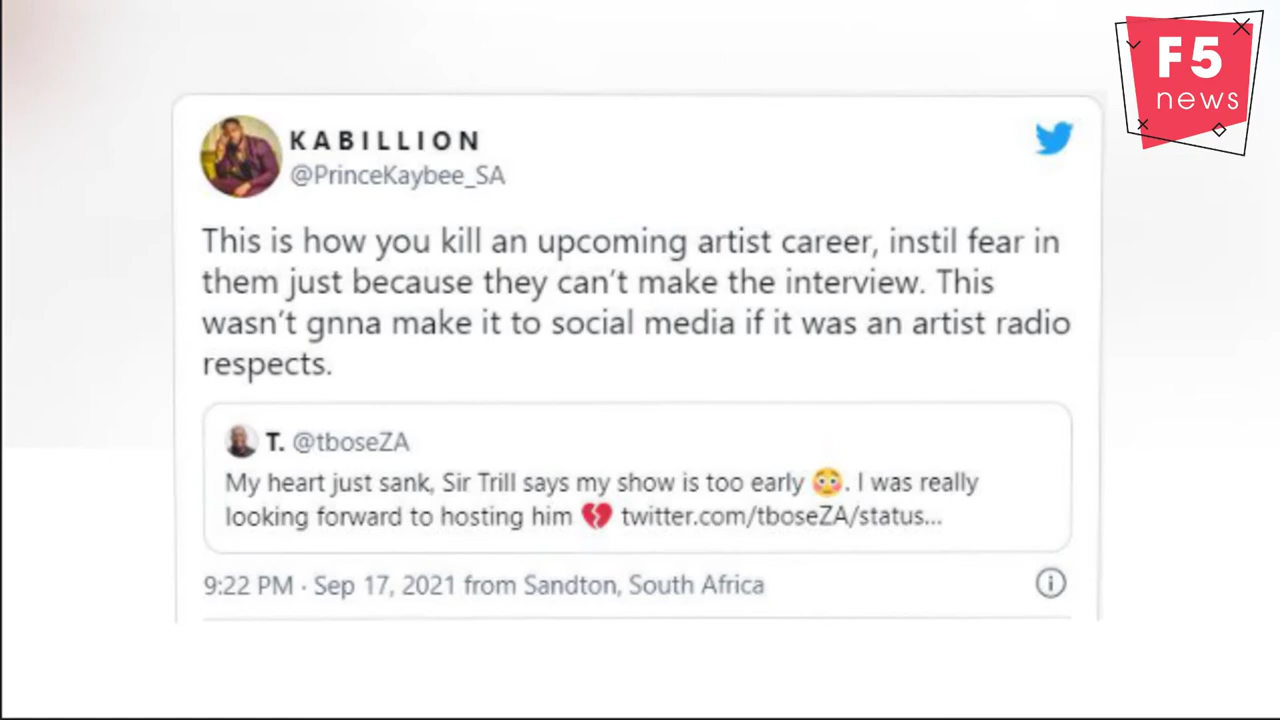 F5
news
KABILLION
@PrinceKaybee_SA
This is how you kill an upcoming artist career, instil fear in
them just because they can't make the interview. This
wasn't gnna make it to social media if it was an artist radio
respects.
T. @tboseZA
My heart just sank, Sir Trill says my show is too early 😳. I was really
looking forward to hosting him 💔 twitter.com/tboseZA/status...
9:22 PM · Sep 17, 2021 from Sandton, South Africa